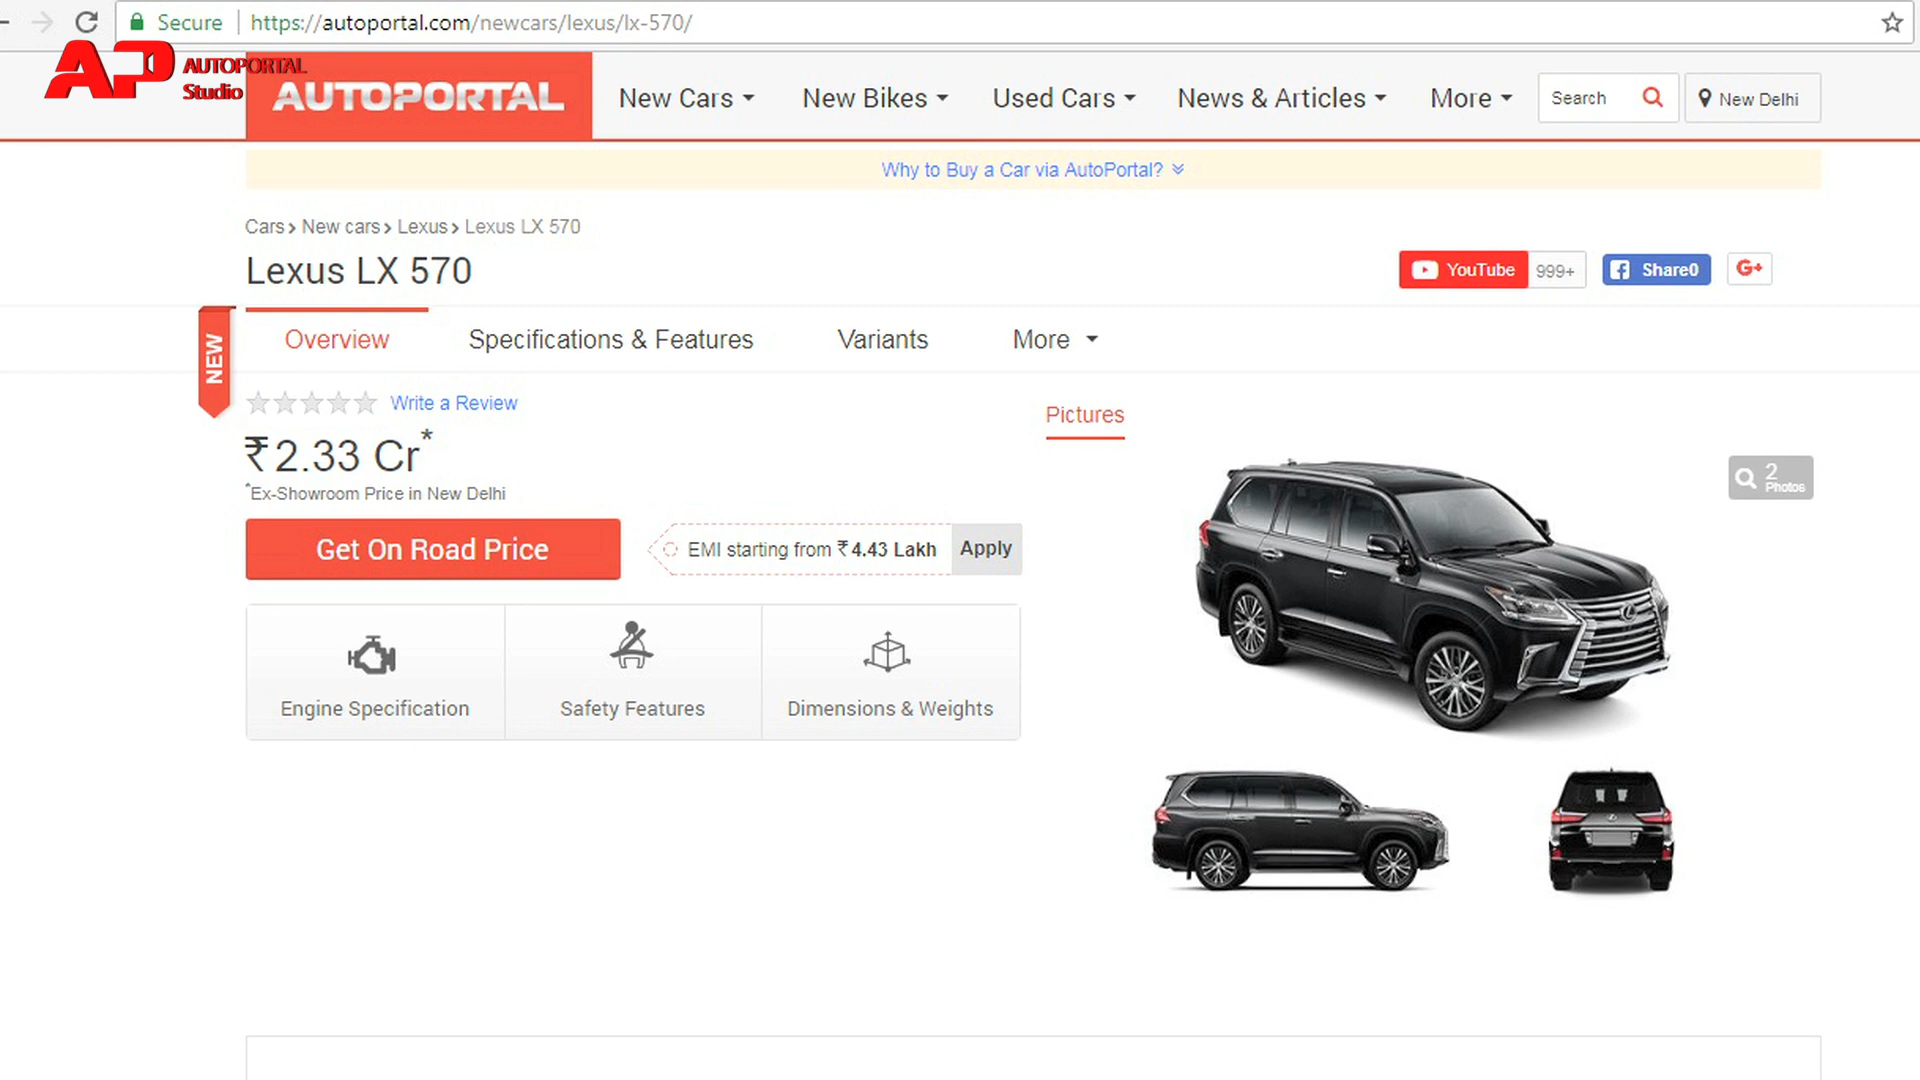 Secure https://autoportal.com/newcars/lexus/lx-570/
AP AUTOPORTAL
Studio
AUTOPORTAL New Cars New Bikes Used Cars News & Articles More Search New Delhi
Why to Buy a Car via AutoPortal?
Cars > New cars > Lexus > Lexus LX 570
Lexus LX 570
YouTube 999+ Share0 G+
NEW
Overview Specifications & Features Variants More
Write a Review
Pictures
₹ 2.33 Cr*
2
Photos
*Ex-Showroom Price in New Delhi
Get On Road Price EMI starting from ₹ 4.43 Lakh Apply
Engine Specification Safety Features Dimensions & Weights